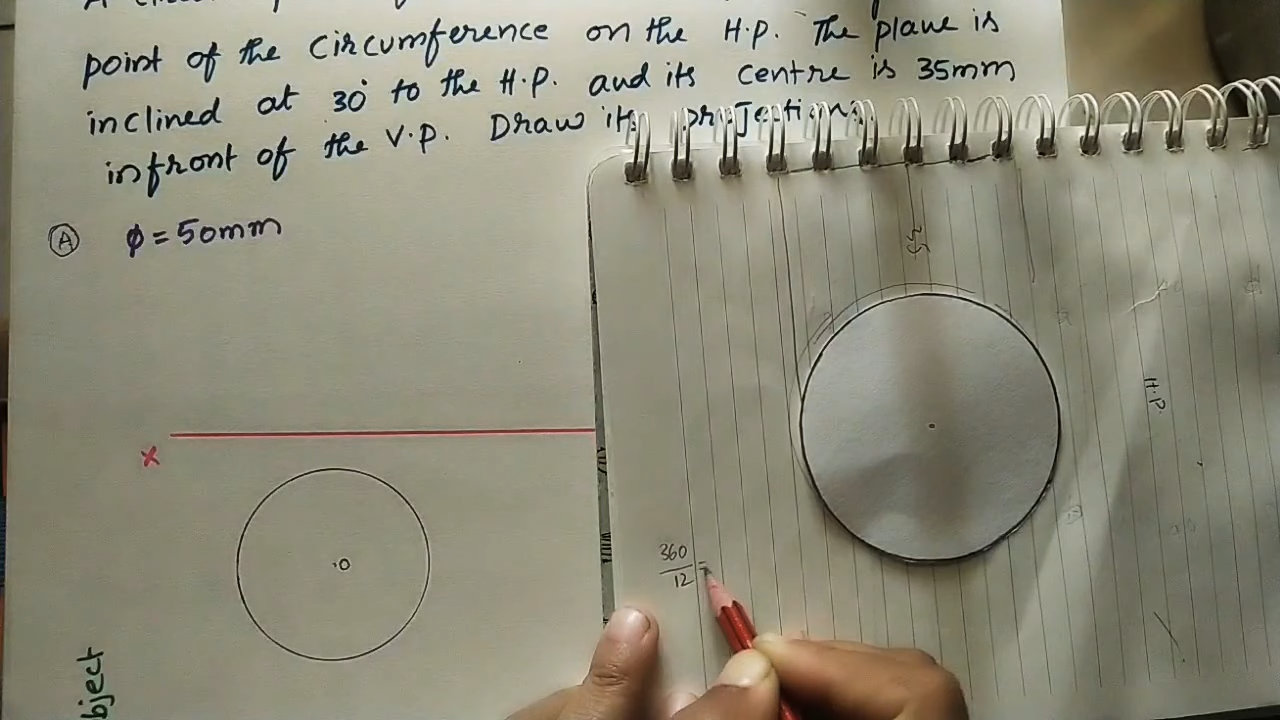 point of the circumference on the H.P. The plane is
inclined at 30° to the H.P. and its centre is 35mm
infront of the V.P. Draw its projections.
A ϕ = 50mm
X
O
bject
H.P.
360
12 =